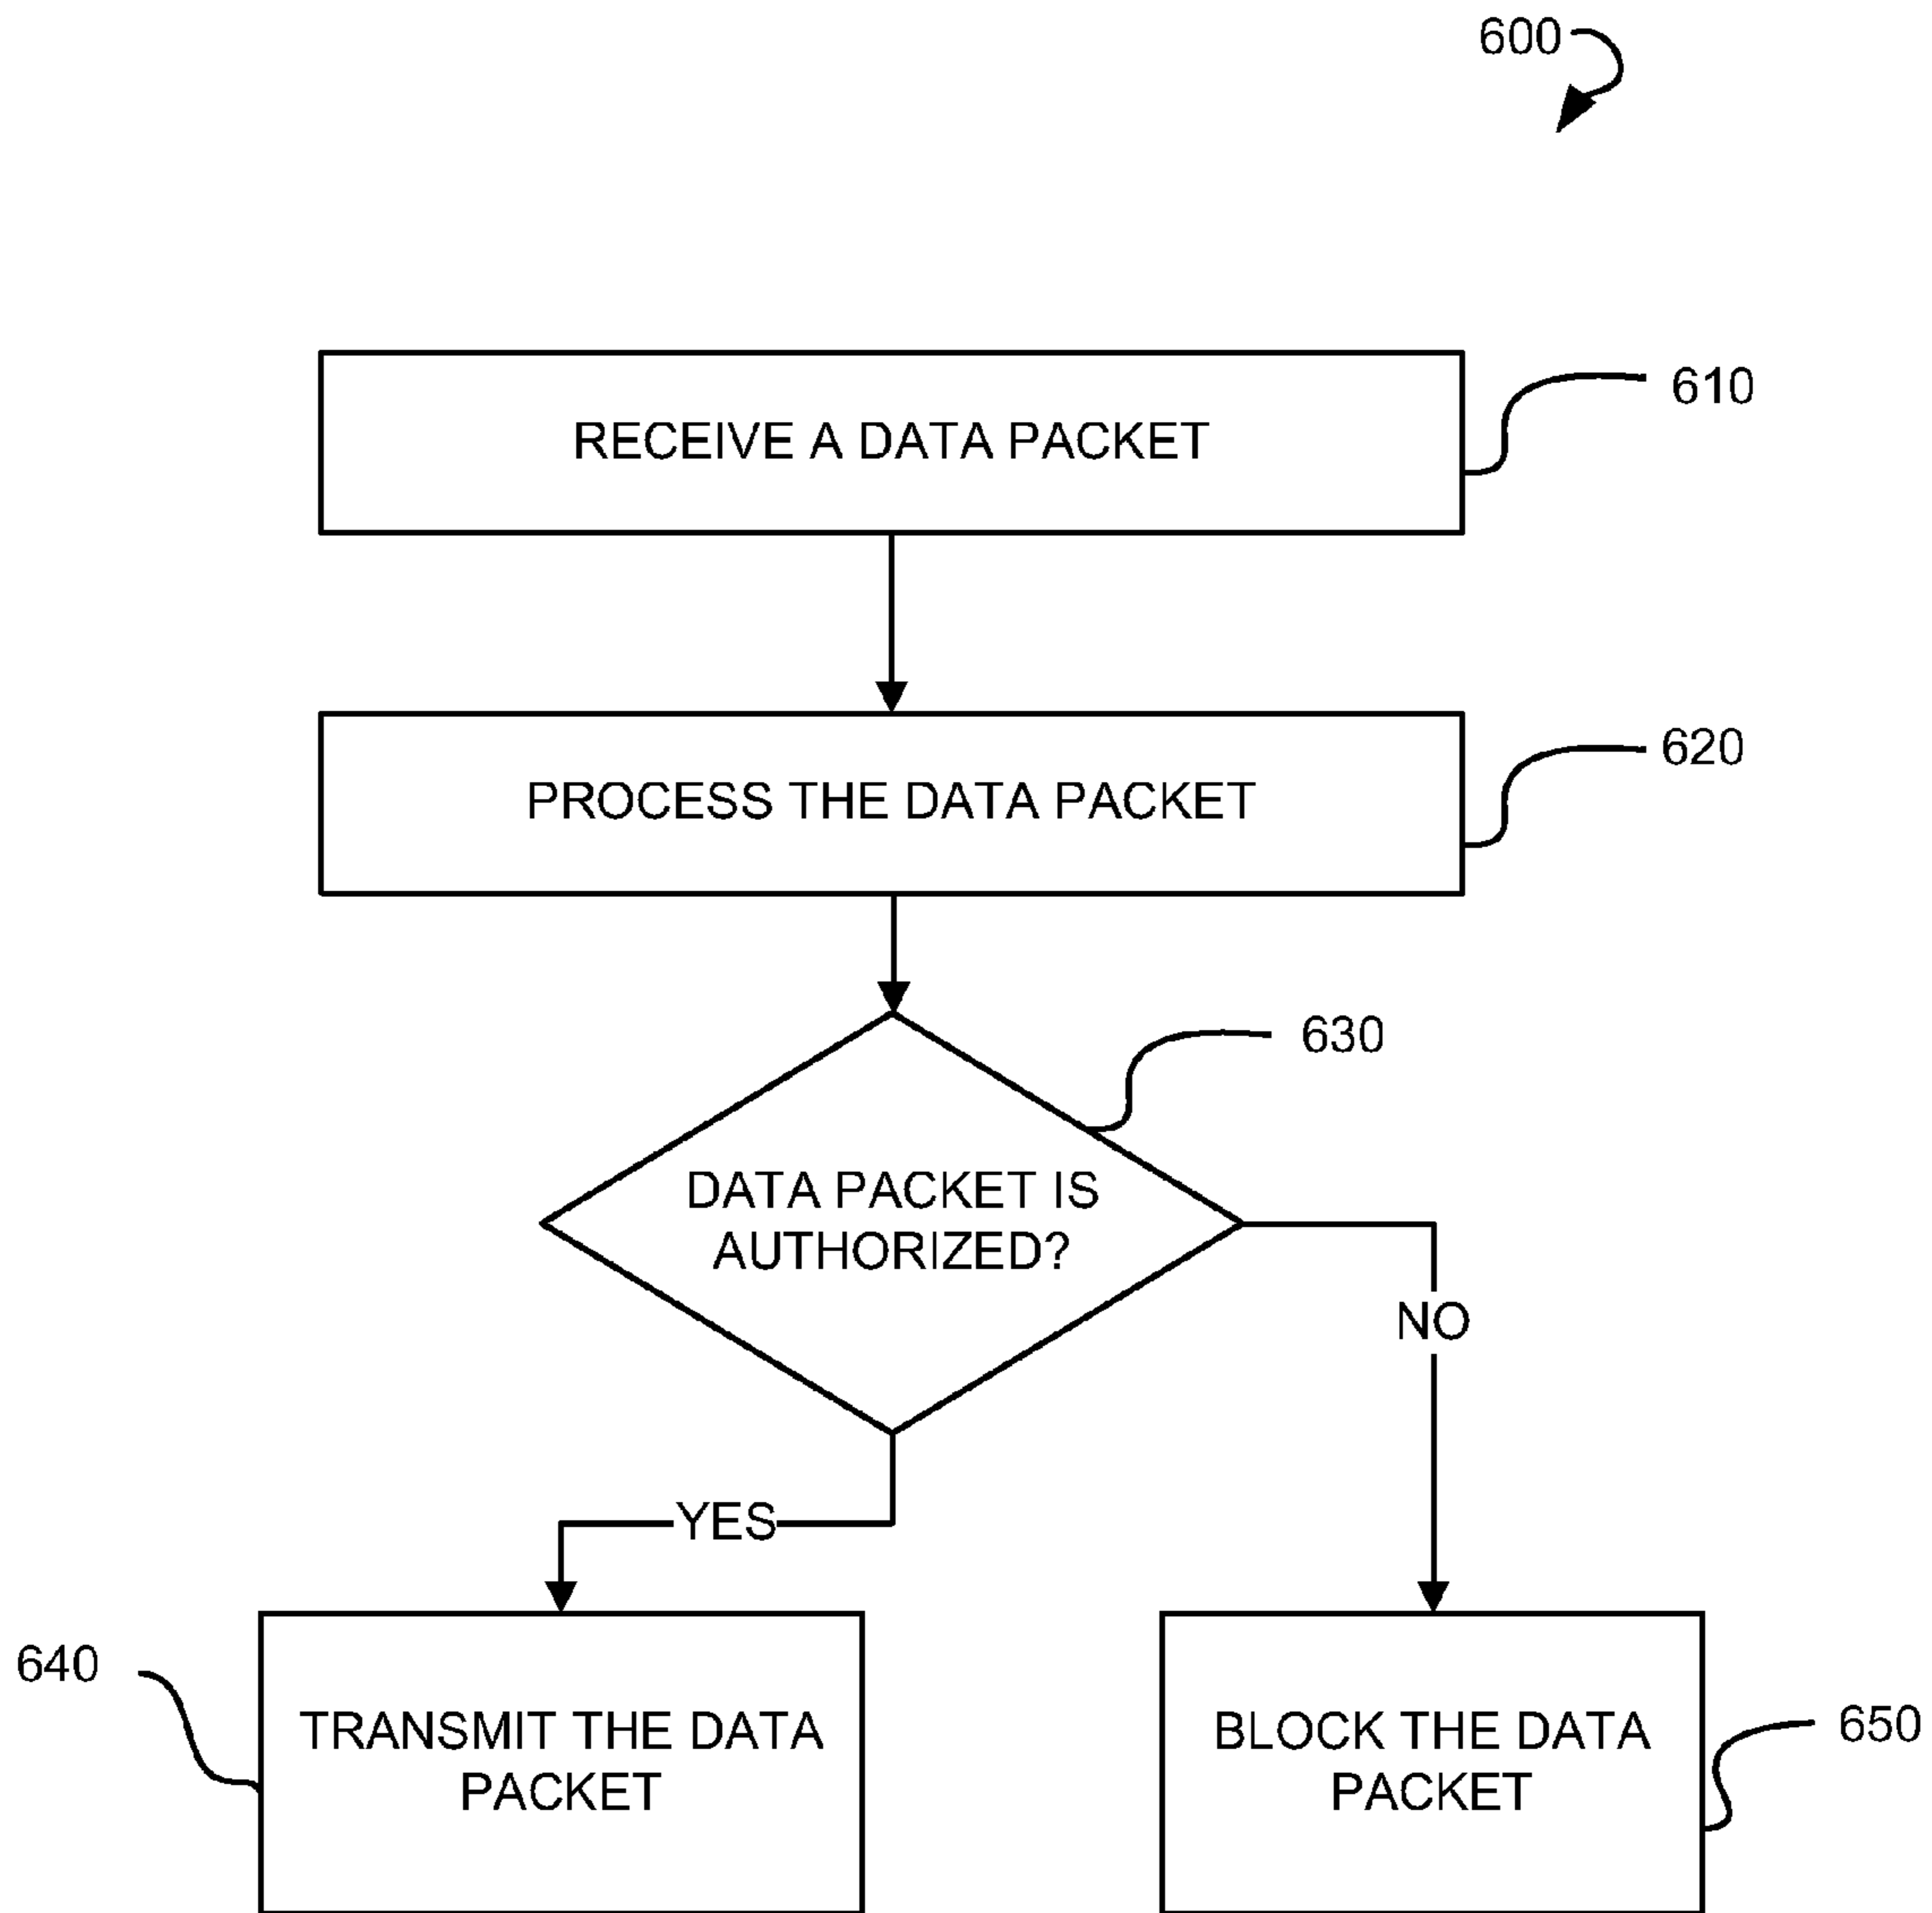 600
RECEIVE A DATA PACKET
610
PROCESS THE DATA PACKET
620
630
DATA PACKET IS
AUTHORIZED?
NO
YES
640
TRANSMIT THE DATA
PACKET
BLOCK THE DATA
PACKET
650